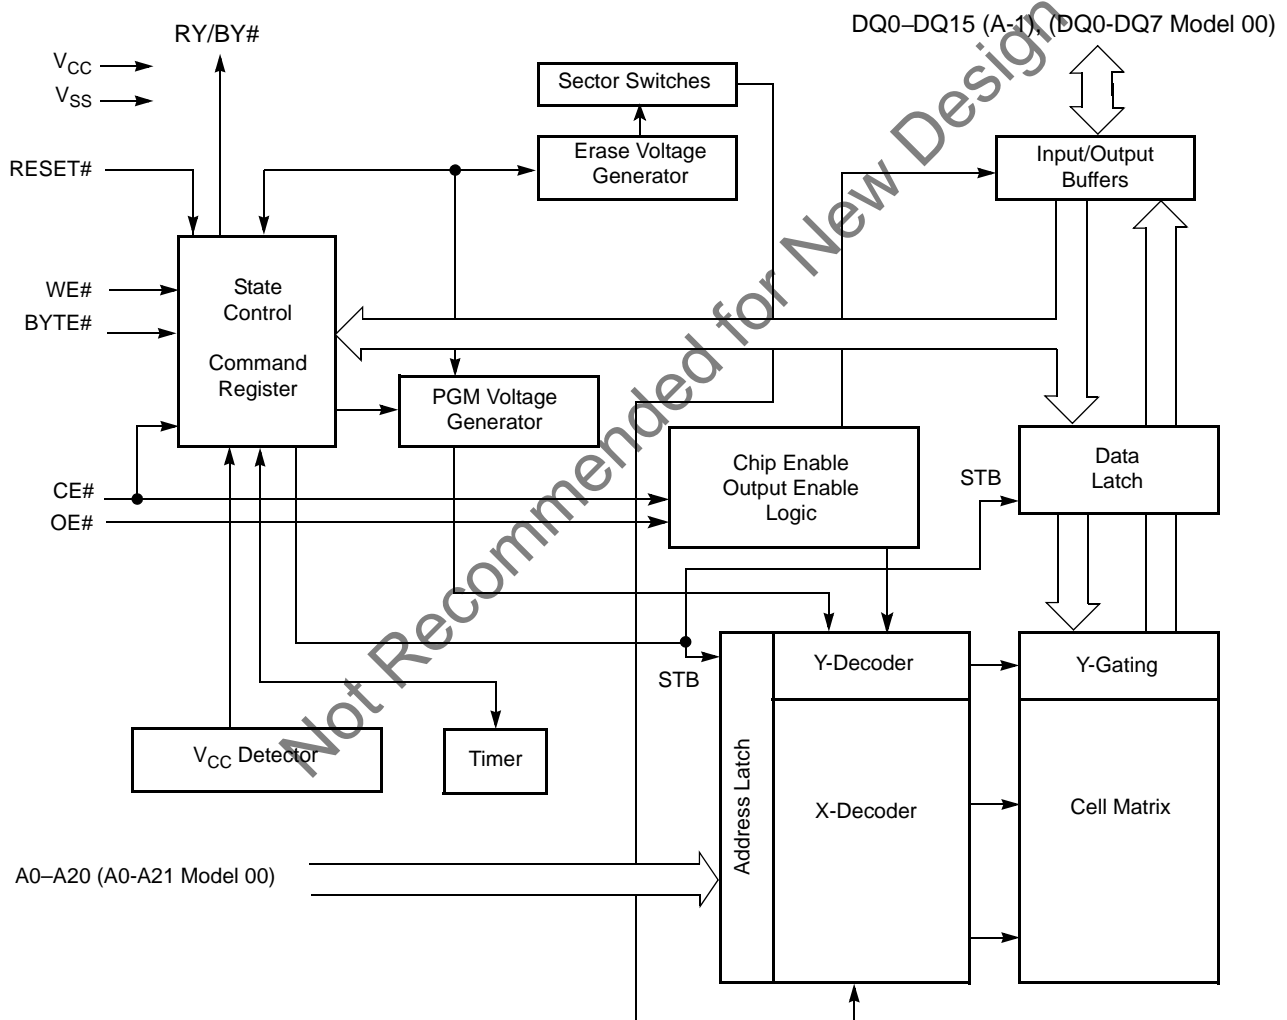 RY/BY#
DQ0–DQ15 (A-1), (DQ0-DQ7 Model 00)
VCC
VSS
Sector Switches
RESET#
Erase Voltage
Generator
Input/Output
Buffers
WE#
BYTE#
State
Control
Command
Register
PGM Voltage
Generator
Chip Enable
Output Enable
Logic
Data
Latch
STB
CE#
OE#
STB
Y-Decoder
Y-Gating
VCC Detector
Timer
Address Latch
X-Decoder
Cell Matrix
A0–A20 (A0-A21 Model 00)
Not Recommended for New Design